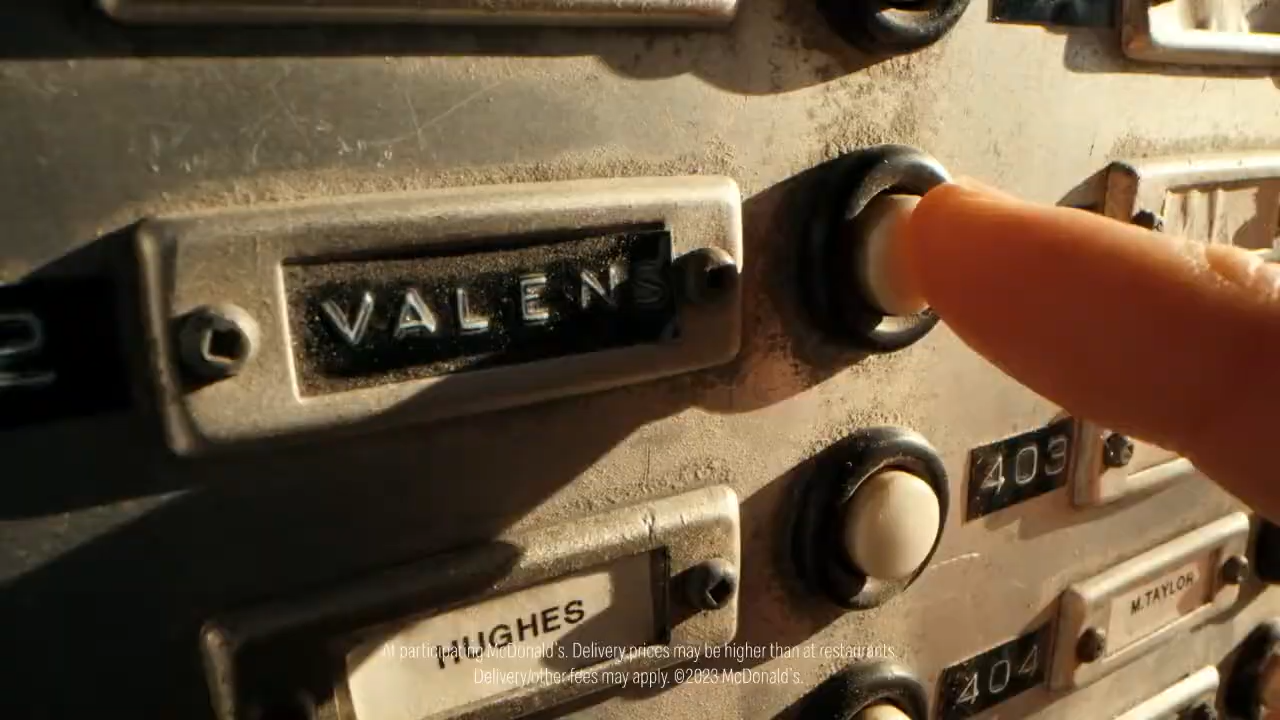 VALENS
403
HUGHES
M.TAYLOR
404
At participating McDonald's. Delivery prices may be higher than at restaurants.
Delivery/other fees may apply. ©2023 McDonald's.